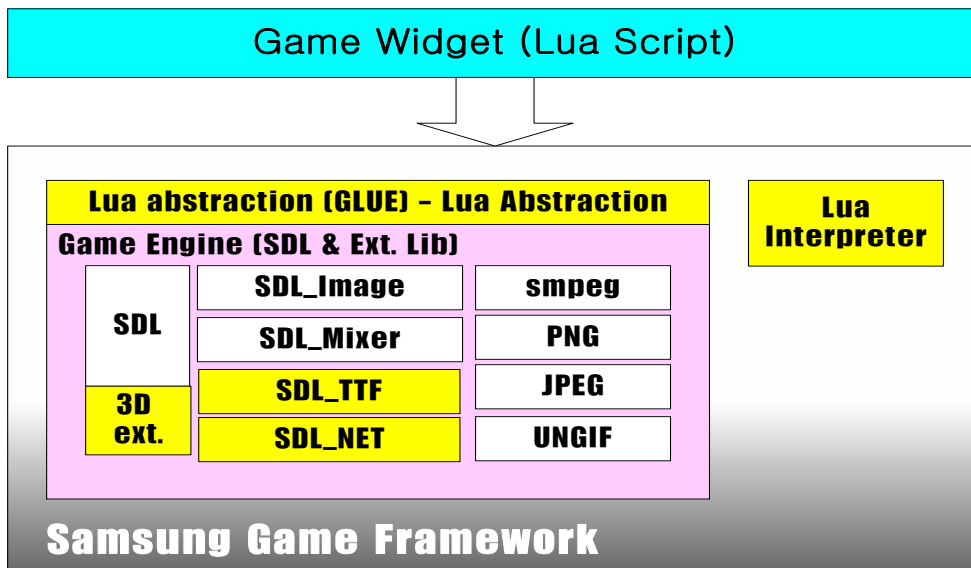 Game Widget (Lua Script)
Lua abstraction (GLUE) - Lua Abstraction
Lua
Interpreter
Game Engine (SDL & Ext. Lib)
SDL
3D
ext.
SDL_Image
SDL_Mixer
SDL_TTF
SDL_NET
smpeg
PNG
JPEG
UNGIF
Samsung Game Framework